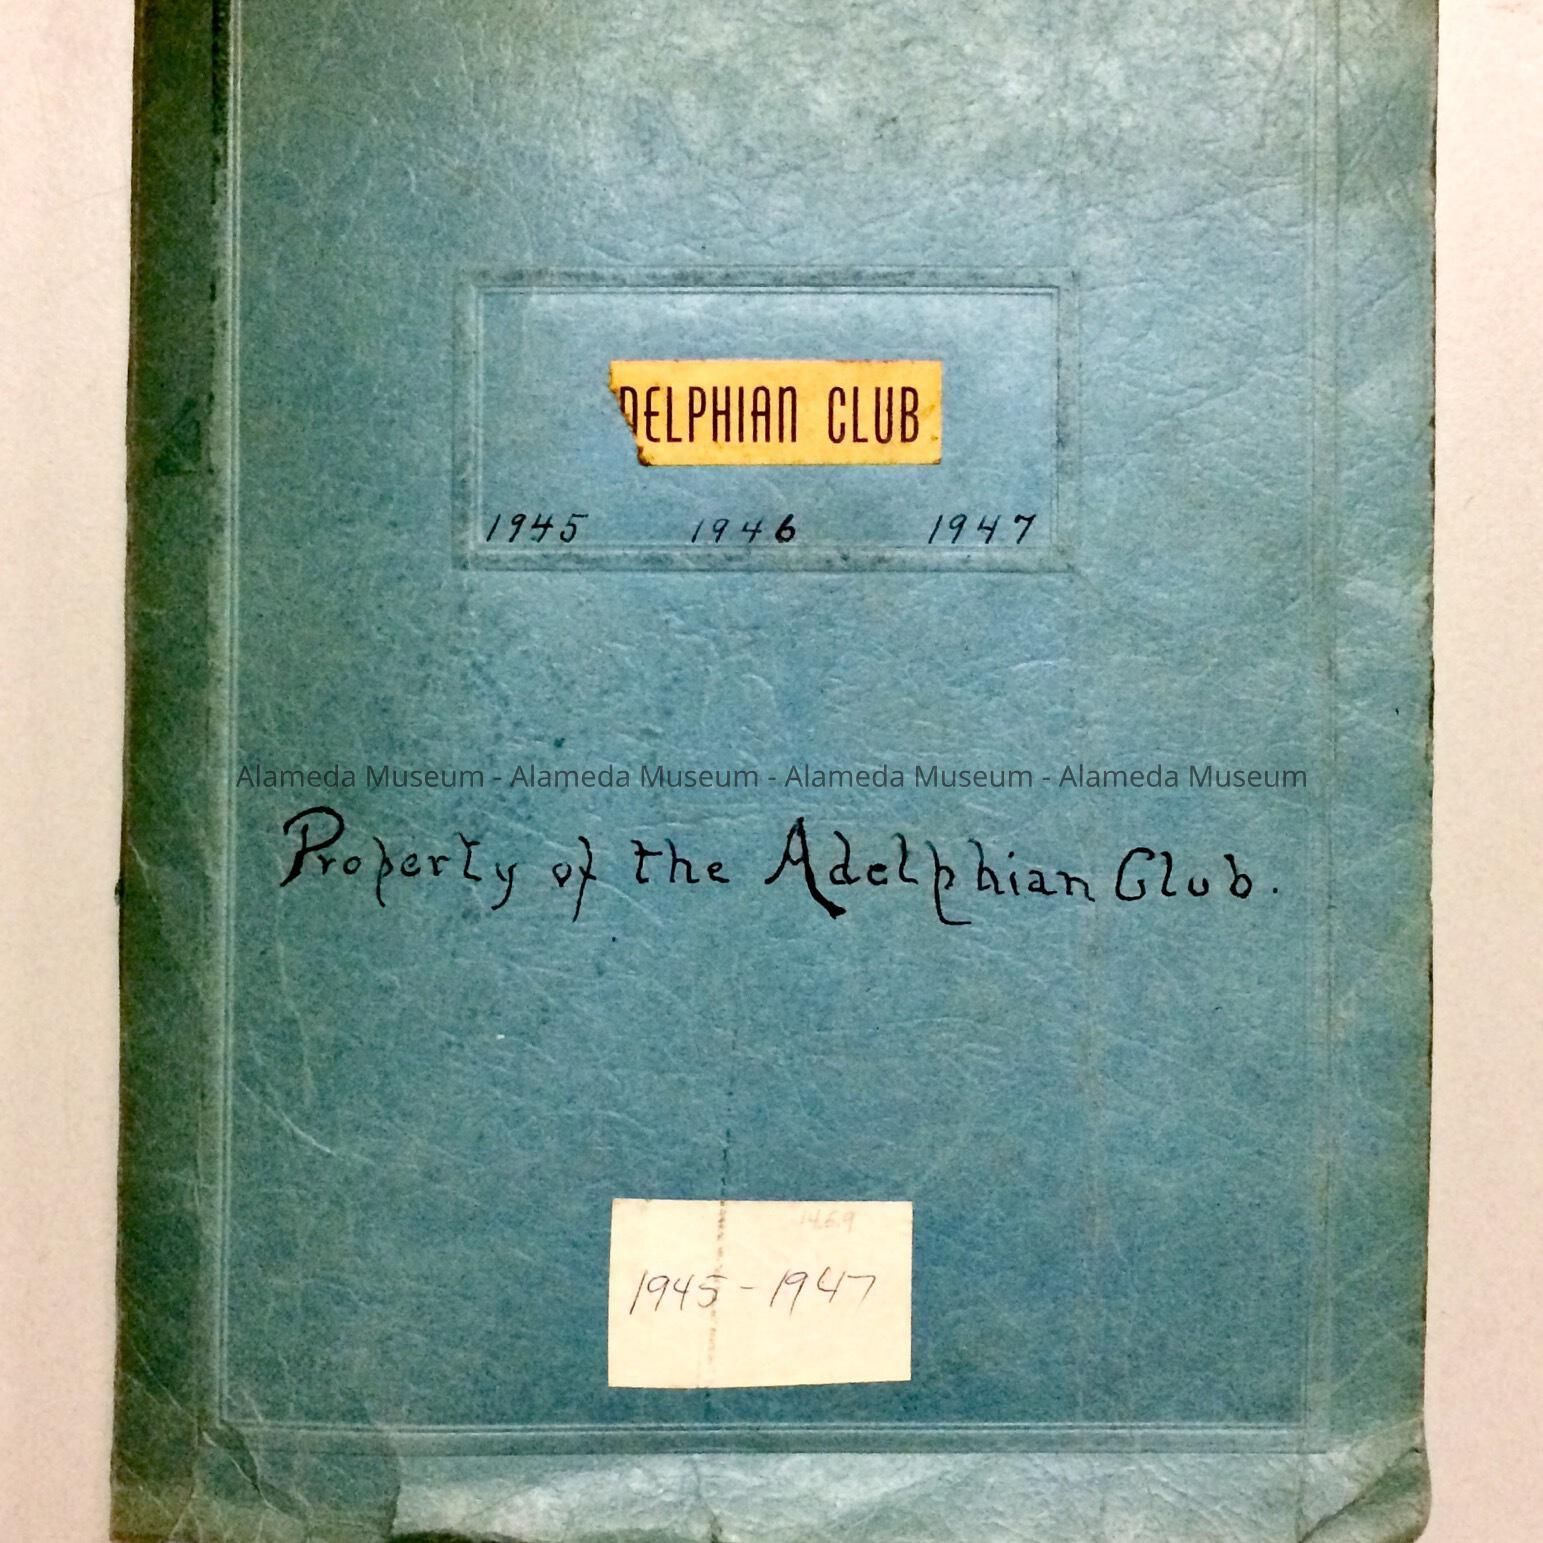 DELPHIAN CLUB
1945 1946 1947
Alameda Museum - Alameda Museum - Alameda Museum - Alameda Museum
Property of the Adelphian Club.
1469
1945-1947